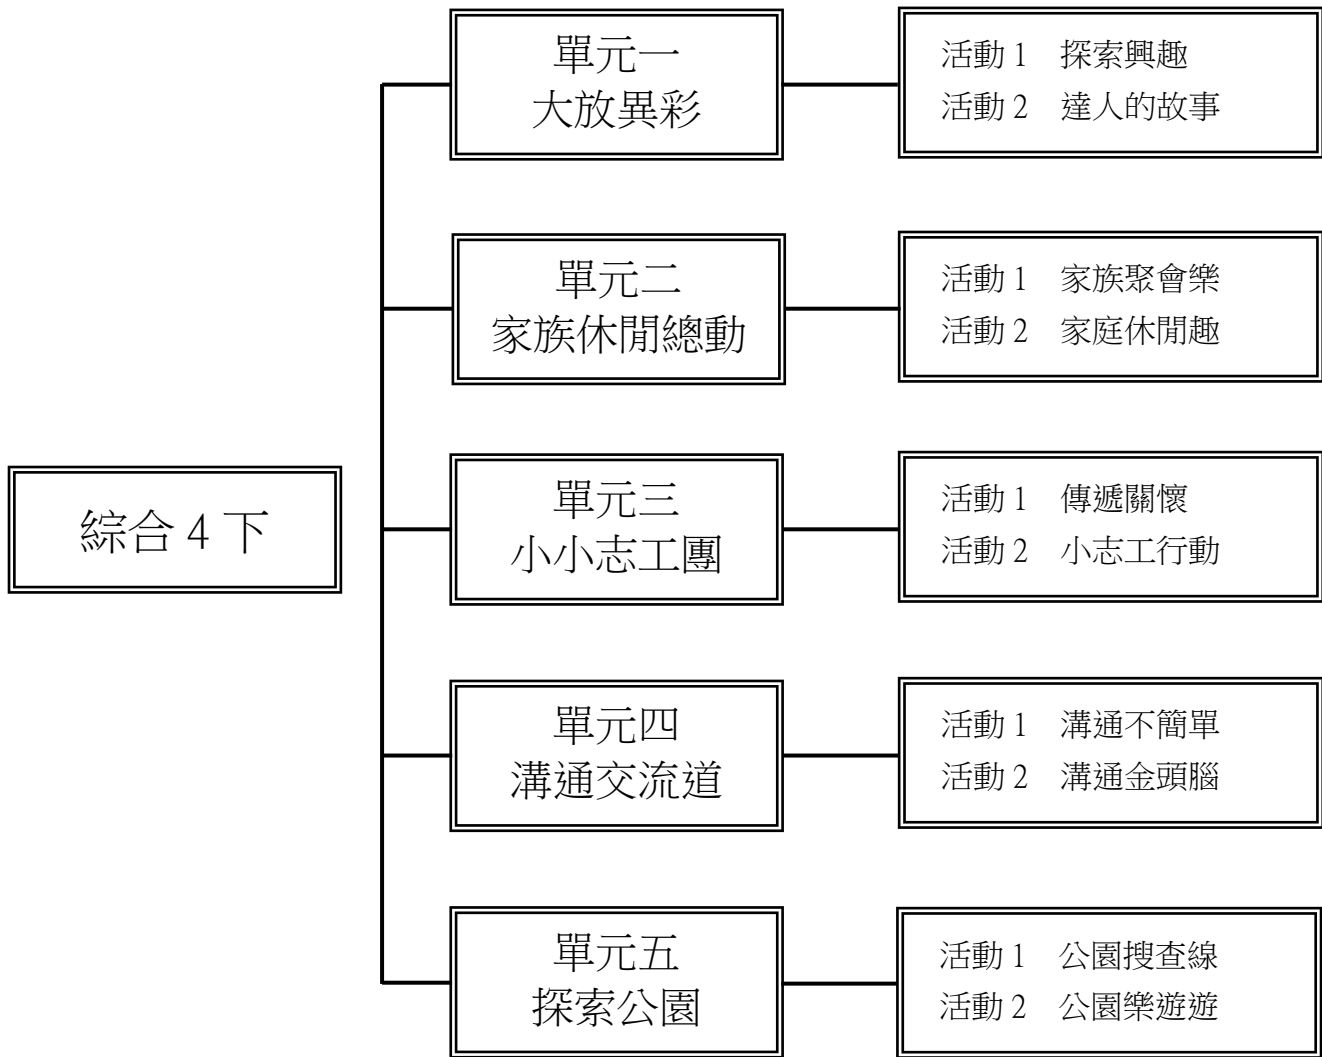 單元一
大放異彩
活動 1　探索興趣
活動 2　達人的故事
單元二
家族休閒總動
活動 1　家族聚會樂
活動 2　家庭休閒趣
綜合 4 下
單元三
小小志工團
活動 1　傳遞關懷
活動 2　小志工行動
單元四
溝通交流道
活動 1　溝通不簡單
活動 2　溝通金頭腦
單元五
探索公園
活動 1　公園搜查線
活動 2　公園樂遊遊